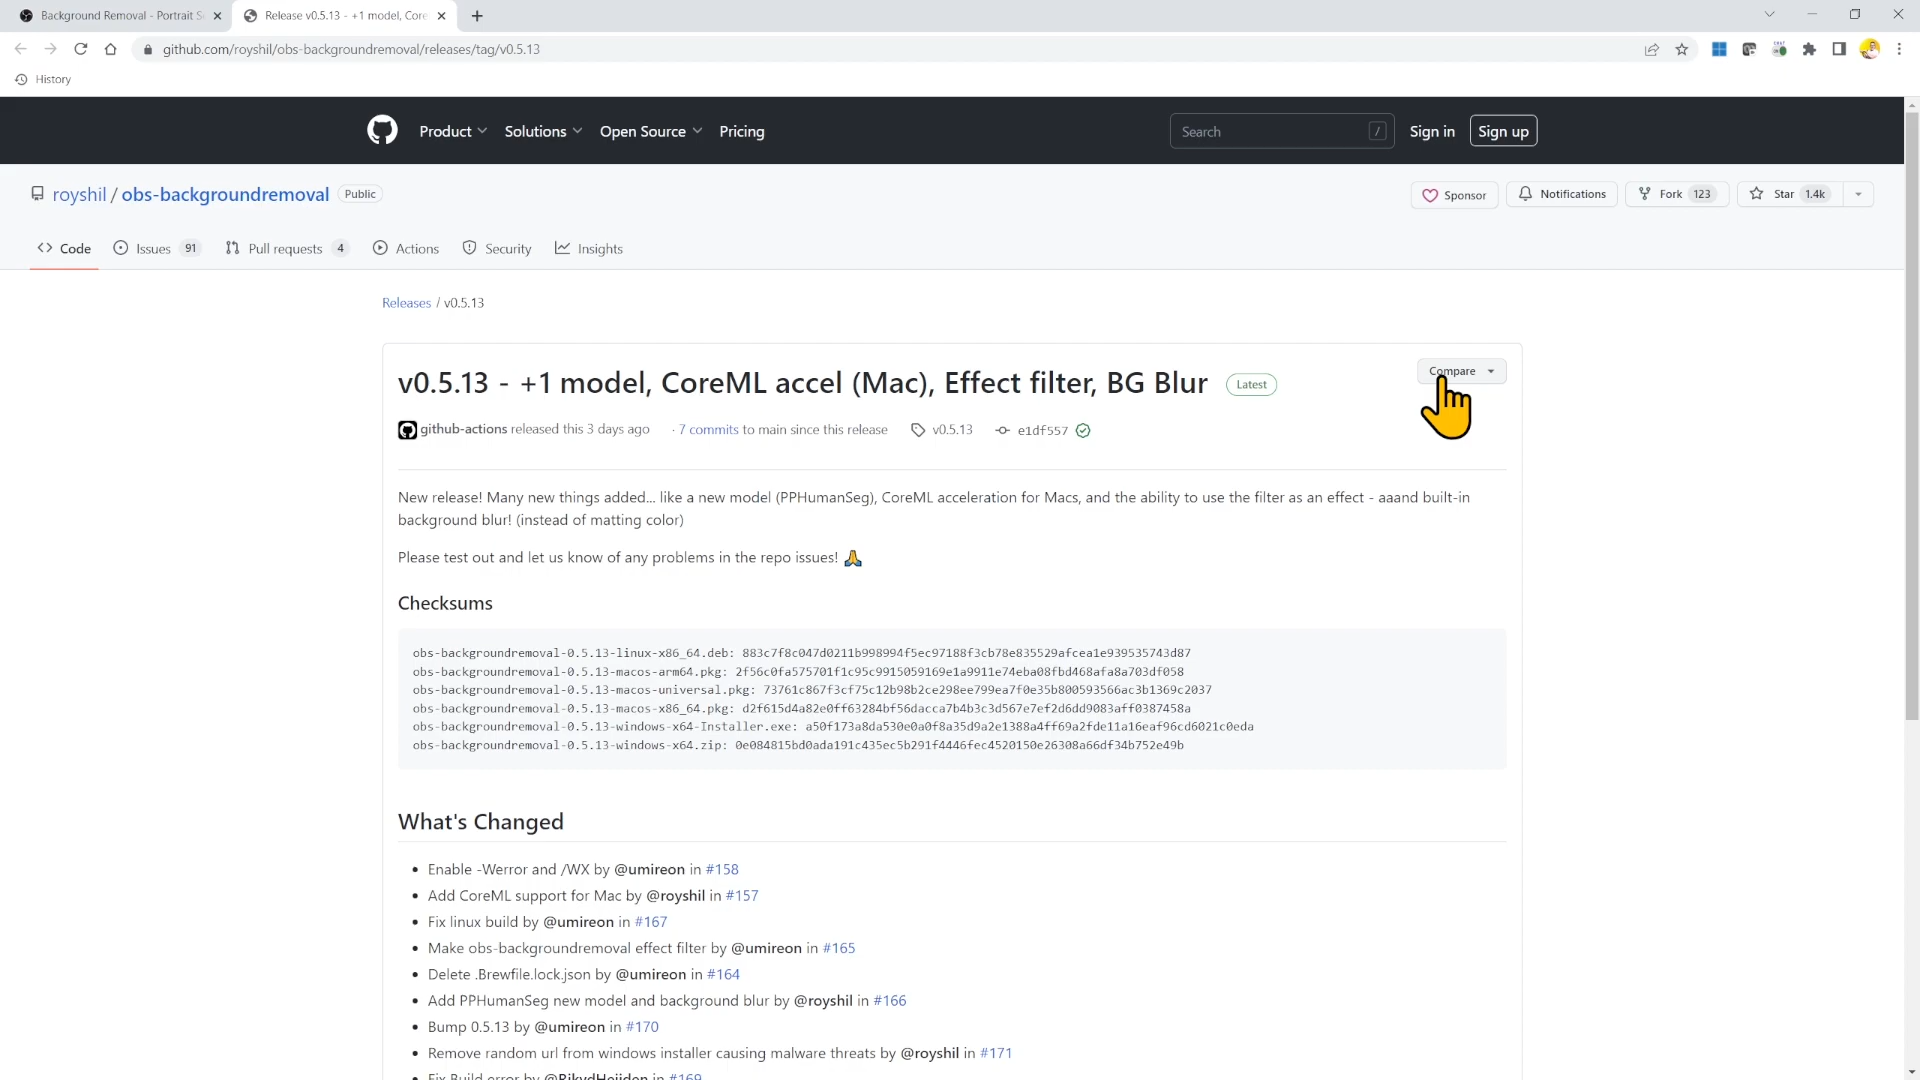 Background Removal - Portrait S
Release v0.5.13 - +1 model, Core
github.com/royshil/obs-backgroundremoval/releases/tag/v0.5.13
History
Product
Solutions
Open Source
Pricing
Search
/
Sign in
Sign up
royshil / obs-backgroundremoval
Public
Sponsor
Notifications
Fork 123
Star 1.4k
Code
Issues 91
Pull requests 4
Actions
Security
Insights
Releases / v0.5.13
v0.5.13 - +1 model, CoreML accel (Mac), Effect filter, BG Blur
Latest
Compare
github-actions released this 3 days ago · 7 commits to main since this release v0.5.13 e1df557
New release! Many new things added... like a new model (PPHumanSeg), CoreML acceleration for Macs, and the ability to use the filter as an effect - aaand built-in
background blur! (instead of matting color)
Please test out and let us know of any problems in the repo issues! 🙏
Checksums
obs-backgroundremoval-0.5.13-linux-x86_64.deb: 883c7f8c047d0211b998994f5ec97188f3cb78e835529afcea1e939535743d87
obs-backgroundremoval-0.5.13-macos-arm64.pkg: 2f56c0fa575701f1c95c9915059169e1a9911e74eba08fbd468afa8a703df058
obs-backgroundremoval-0.5.13-macos-universal.pkg: 73761c867f3cf75c12b98b2ce298ee799ea7f0e35b800593566ac3b1369c2037
obs-backgroundremoval-0.5.13-macos-x86_64.pkg: d2f615d4a82e0ff63284bf56dacca7b4b3c3d567e7ef2d6dd9083aff0387458a
obs-backgroundremoval-0.5.13-windows-x64-Installer.exe: a50f173a8da530e0a0f8a35d9a2e1388a4ff69a2fde11a16eaf96cd6021c0eda
obs-backgroundremoval-0.5.13-windows-x64.zip: 0e084815bd0ada191c435ec5b291f4446fec4520150e26308a66df34b752e49b
What's Changed
• Enable -Werror and /WX by @umireon in #158
• Add CoreML support for Mac by @royshil in #157
• Fix linux build by @umireon in #167
• Make obs-backgroundremoval effect filter by @umireon in #165
• Delete .Brewfile.lock.json by @umireon in #164
• Add PPHumanSeg new model and background blur by @royshil in #166
• Bump 0.5.13 by @umireon in #170
• Remove random url from windows installer causing malware threats by @royshil in #171
• Fix Build error by @RikydHeijden in #169